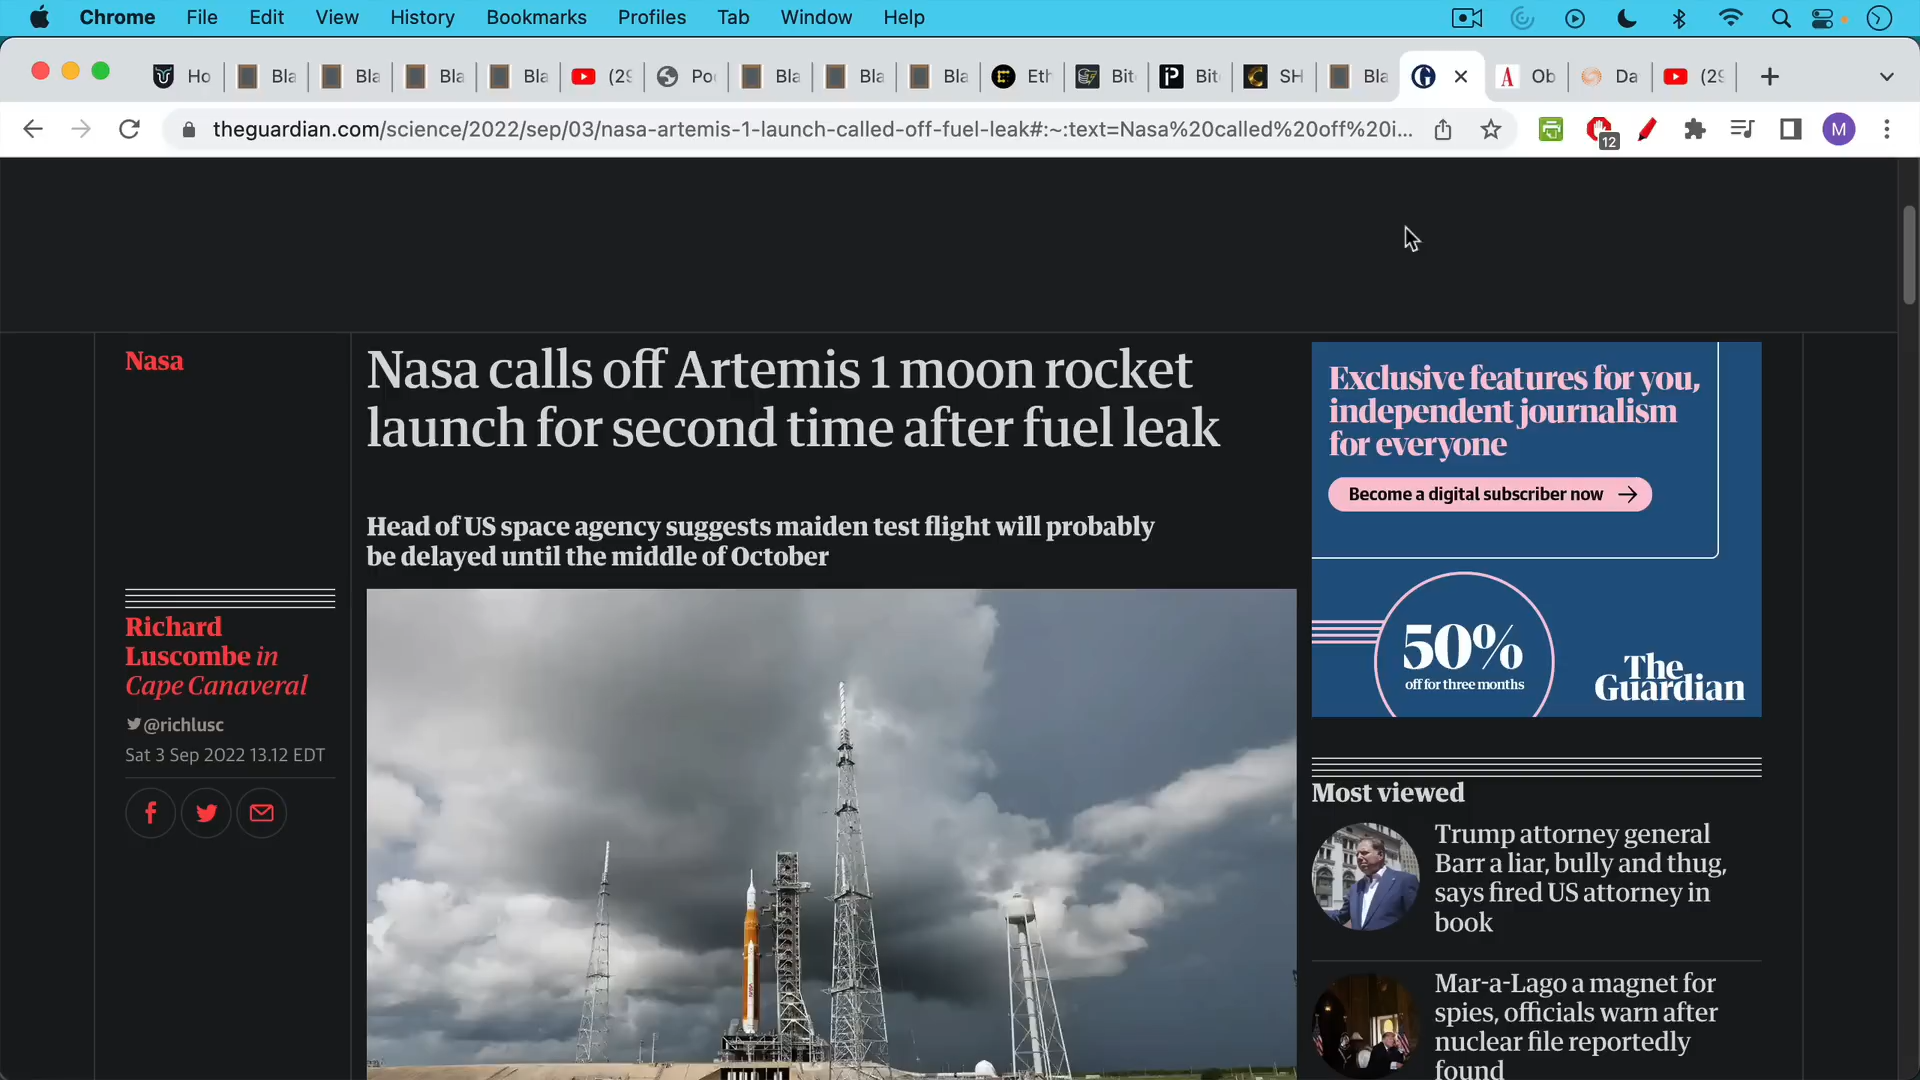 Chrome File Edit View History Bookmarks Profiles Tab Window Help
Ho Bla Bla Bla Bla (29 Po Bla Bla Bla Eth Bit Bit SH Bla Ob Da (29
theguardian.com/science/2022/sep/03/nasa-artemis-1-launch-called-off-fuel-leak#:~:text=Nasa%20called%20off%20i...
12
M
Nasa
Nasa calls off Artemis 1 moon rocket
launch for second time after fuel leak
Head of US space agency suggests maiden test flight will probably
be delayed until the middle of October
Richard
Luscombe in
Cape Canaveral
@richlusc
Sat 3 Sep 2022 13.12 EDT
Exclusive features for you,
independent journalism
for everyone
Become a digital subscriber now
50%
off for three months
The
Guardian
Most viewed
Trump attorney general
Barr a liar, bully and thug,
says fired US attorney in
book
Mar-a-Lago a magnet for
spies, officials warn after
nuclear file reportedly
found